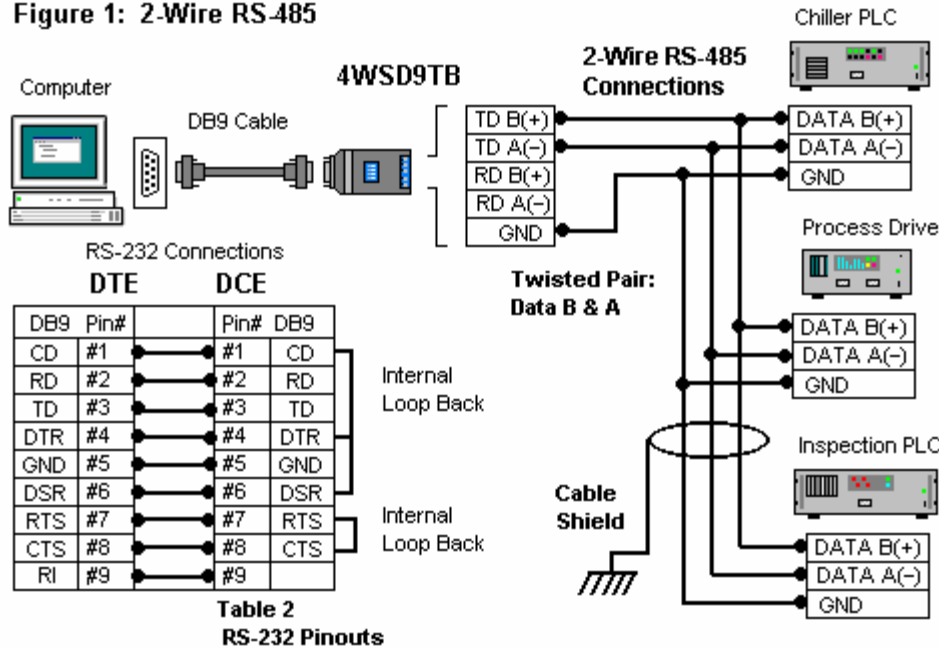 Figure 1: 2-Wire RS-485
Computer
DB9 Cable
4WSD9TB
2-Wire RS-485
Connections
Chiller PLC
TD B(+)
TD A(−)
RD B(+)
RD A(−)
GND
DATA B(+)
DATA A(−)
GND
Twisted Pair:
Data B & A
Process Drive
DATA B(+)
DATA A(−)
GND
Cable
Shield
Inspection PLC
DATA B(+)
DATA A(−)
GND
RS-232 Connections
DTE DCE
DB9 Pin# Pin# DB9
CD #1 #1 CD
RD #2 #2 RD
TD #3 #3 TD
DTR #4 #4 DTR
GND #5 #5 GND
DSR #6 #6 DSR
RTS #7 #7 RTS
CTS #8 #8 CTS
RI #9 #9
Internal
Loop Back
Internal
Loop Back
Table 2
RS-232 Pinouts